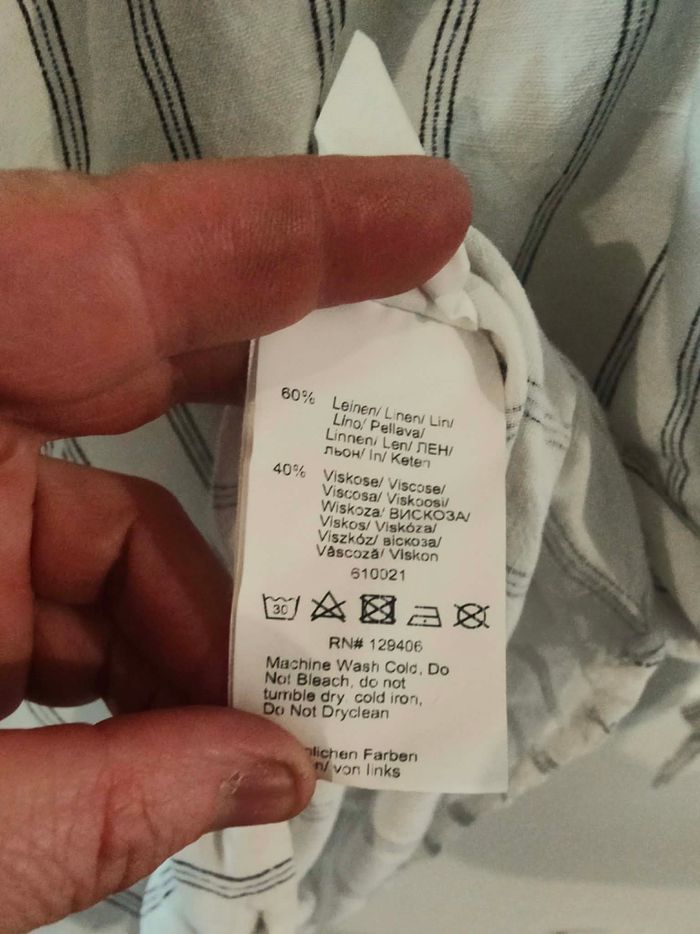 60% Leinen/ Linen/ Lin/
Lino/ Pellava/
Linnen/ Len/ ЛЕН/
льон/ In/ Keten
40% Viskose/ Viscose/
Viscosa/ Viskoosi/
Wiskoza/ ВИСКОЗА/
Viskos/ Viskóza/
Viszkóz/ віскоза/
Vâscoză/ Viskon
610021
30
RN# 129406
Machine Wash Cold, Do
Not Bleach, do not
tumble dry, cold iron,
Do Not Dryclean
Farben
von links